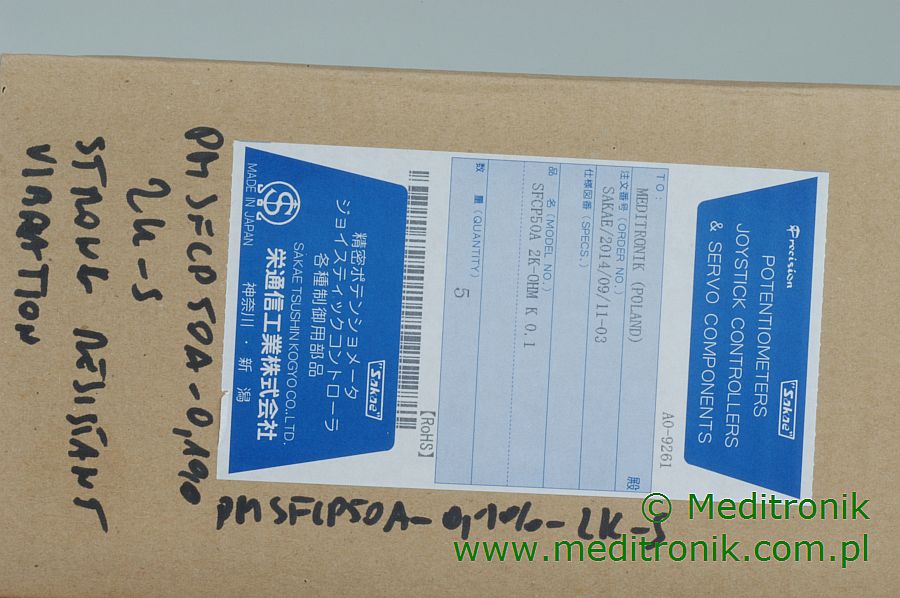 Precision
POTENTIOMETERS
JOYSTICK CONTROLLERS
& SERVO COMPONENTS
Sakae
AO-9261
TO:
MEDITRONIK (POLAND)
殿
注文番号 (ORDER NO.)
SAKAE/2014/09/11-03
仕様図番 (SPECS.)
品 名 (MODEL NO.)
SFCP50A 2K-OHM K 0.1
数 量 (QUANTITY)
5
【RoHS】
Sakae
精密ポテンショメータ
ジョイスティックコントローラ
各種制御用部品
SAKAE TSUSHIN KOGYO CO., LTD.
栄通信工業株式会社
MADE IN JAPAN
神奈川・新潟
PMSFCP50A-0,1%
2K-S
STRONG RESISTANT
VIBRATION
PMSFCP50A-0,1%-2K-S
© Meditronik
www.meditronik.com.pl